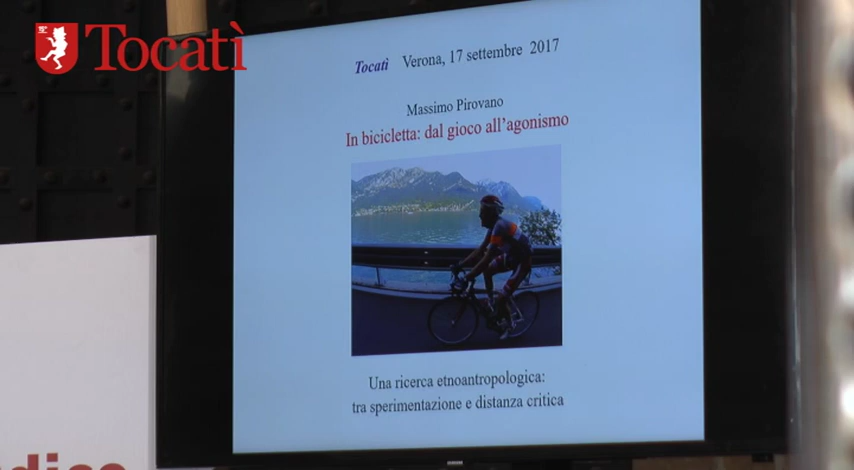 Tocatì
Tocatì Verona, 17 settembre 2017
Massimo Pirovano
In bicicletta: dal gioco all'agonismo
Una ricerca etnoantropologica:
tra sperimentazione e distanza critica